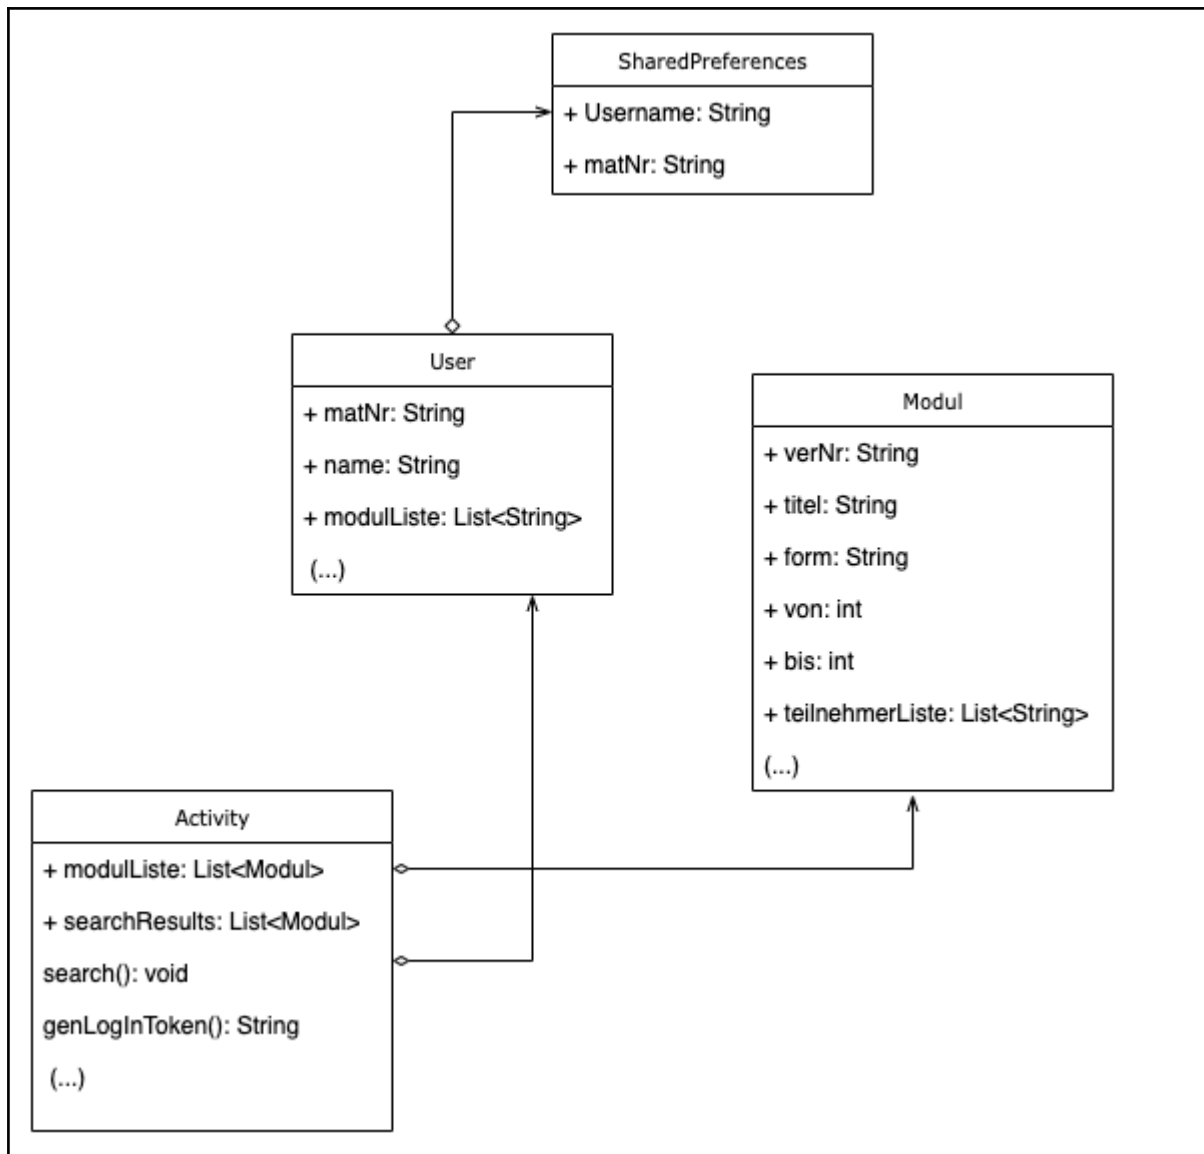 SharedPreferences
+ Username: String
+ matNr: String
User
+ matNr: String
+ name: String
+ modulListe: List<String>
(...)
Modul
+ verNr: String
+ titel: String
+ form: String
+ von: int
+ bis: int
+ teilnehmerListe: List<String>
(...)
Activity
+ modulListe: List<Modul>
+ searchResults: List<Modul>
search(): void
genLogInToken(): String
(...)